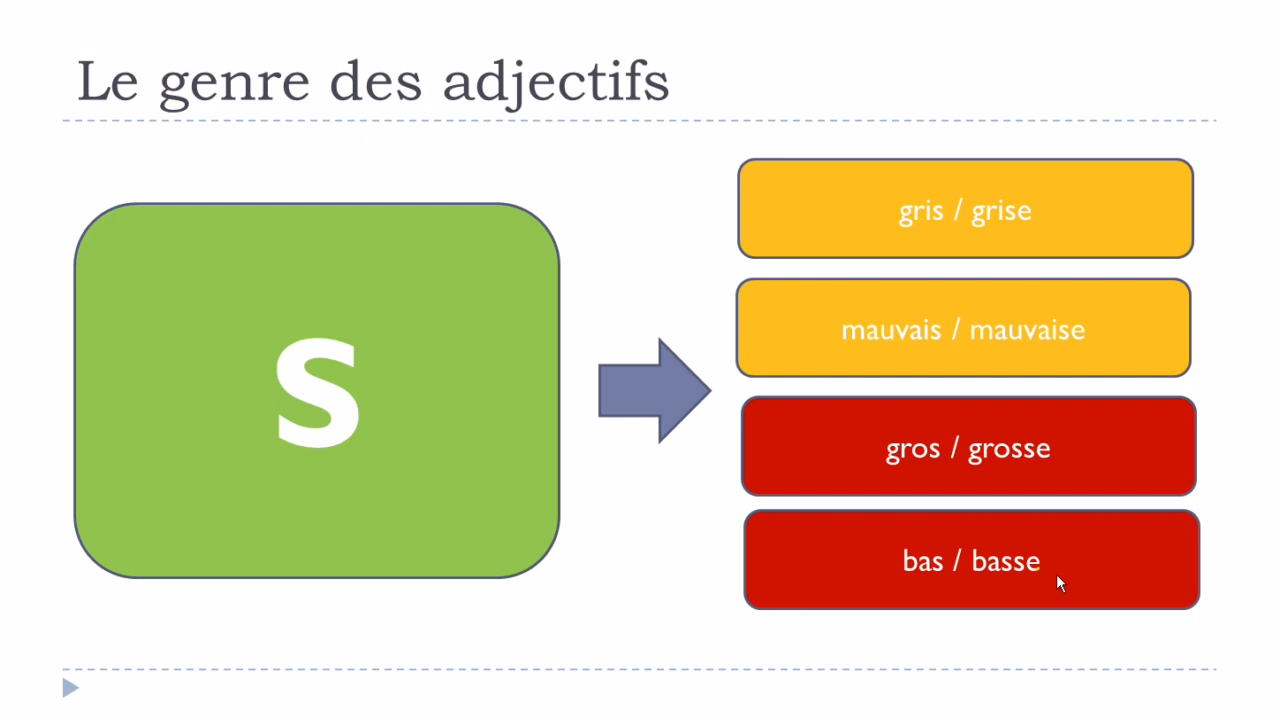 Le genre des adjectifs
S
gris / grise
mauvais / mauvaise
gros / grosse
bas / basse